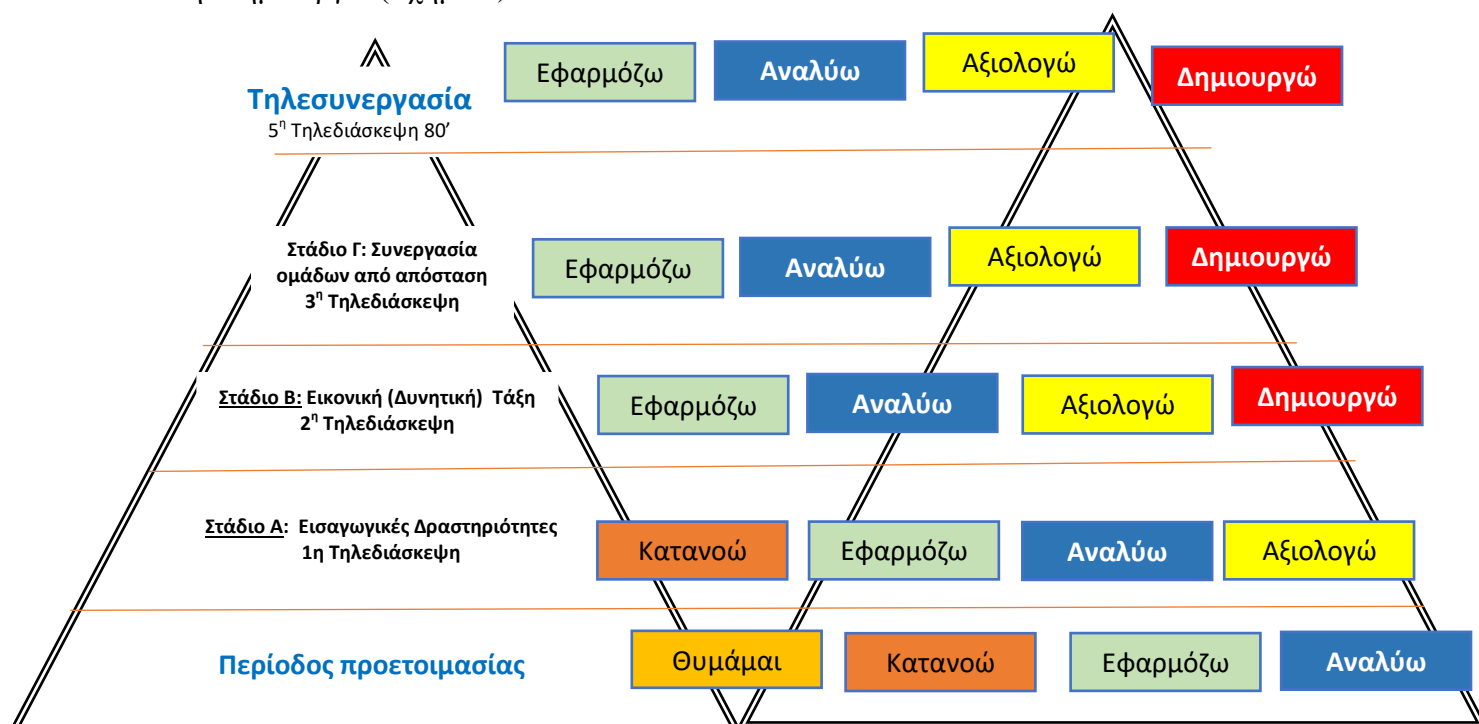 Εφαρμόζω Αναλύω Αξιολογώ Δημιουργώ
Τηλεσυνεργασία
5η Τηλεδιάσκεψη 80’
Στάδιο Γ: Συνεργασία
ομάδων από απόσταση
3η Τηλεδιάσκεψη
Εφαρμόζω Αναλύω Αξιολογώ Δημιουργώ
Στάδιο Β: Εικονική (Δυνητική) Τάξη
2η Τηλεδιάσκεψη
Εφαρμόζω Αναλύω Αξιολογώ Δημιουργώ
Στάδιο Α: Εισαγωγικές Δραστηριότητες
1η Τηλεδιάσκεψη
Κατανοώ Εφαρμόζω Αναλύω Αξιολογώ
Περίοδος προετοιμασίας
Θυμάμαι Κατανοώ Εφαρμόζω Αναλύω